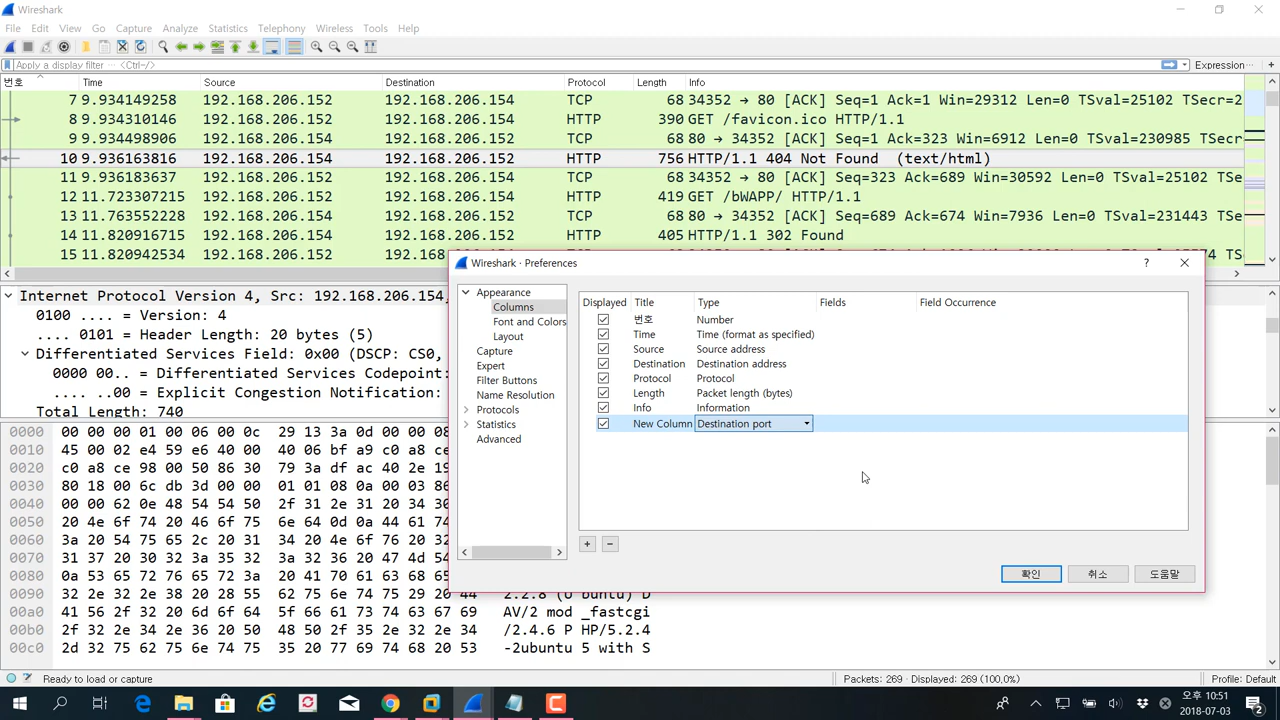 Wireshark
File Edit View Go Capture Analyze Statistics Telephony Wireless Tools Help
Apply a display filter ... <Ctrl-/> Expression… +
번호 Time Source Destination Protocol Length Info
7 9.934149258 192.168.206.152 192.168.206.154 TCP 68 34352 → 80 [ACK] Seq=1 Ack=1 Win=29312 Len=0 TSval=25102 TSecr=2
8 9.934310146 192.168.206.152 192.168.206.154 HTTP 390 GET /favicon.ico HTTP/1.1
9 9.934498906 192.168.206.154 192.168.206.152 TCP 68 80 → 34352 [ACK] Seq=1 Ack=323 Win=6912 Len=0 TSval=230985 TSecr
10 9.936163816 192.168.206.154 192.168.206.152 HTTP 756 HTTP/1.1 404 Not Found (text/html)
11 9.936183637 192.168.206.152 192.168.206.154 TCP 68 34352 → 80 [ACK] Seq=323 Ack=689 Win=30592 Len=0 TSval=25102 TSe
12 11.723307215 192.168.206.152 192.168.206.154 HTTP 419 GET /bWAPP/ HTTP/1.1
13 11.763552228 192.168.206.154 192.168.206.152 TCP 68 80 → 34352 [ACK] Seq=689 Ack=674 Win=7936 Len=0 TSval=231443 TSe
14 11.820916715 192.168.206.154 192.168.206.152 HTTP 405 HTTP/1.1 302 Found
15 11.820942534 192.168.206.152 192.168.206.154 TCP
Wireshark · Preferences ?
Internet Protocol Version 4, Src: 192.168.206.154,
0100 .... = Version: 4
.... 0101 = Header Length: 20 bytes (5)
Differentiated Services Field: 0x00 (DSCP: CS0,
0000 00.. = Differentiated Services Codepoint:
.... ..00 = Explicit Congestion Notification:
Total Length: 740
Appearance
Columns
Font and Colors
Layout
Capture
Expert
Filter Buttons
Name Resolution
Protocols
Statistics
Advanced
Displayed Title Type Fields Field Occurrence
번호 Number
Time Time (format as specified)
Source Source address
Destination Destination address
Protocol Protocol
Length Packet length (bytes)
Info Information
New Column Destination port
+ −
확인 취소 도움말
0000 00 00 00 01 00 06 00 0c 29 13 3a 0d 00 00 08
0010 45 00 02 e4 59 e6 40 00 40 06 bf a9 c0 a8 ce
0020 c0 a8 ce 98 00 50 86 30 79 3a df ac 40 2e 19
0030 80 18 00 6c db 3d 00 00 01 01 08 0a 00 03 86
0040 00 00 62 0e 48 54 54 50 2f 31 2e 31 20 34 30
0050 20 4e 6f 74 20 46 6f 75 6e 64 0d 0a 44 61 74
0060 3a 20 54 75 65 2c 20 31 34 20 4e 6f 76 20 32
0070 31 37 20 30 32 3a 35 32 3a 32 36 20 47 4d 54
0080 0a 53 65 72 76 65 72 3a 20 41 70 61 63 68 65
0090 32 2e 32 2e 38 20 28 55 62 75 6e 74 75 29 20 44 2.2.8 (U buntu) D
00a0 41 56 2f 32 20 6d 6f 64 5f 66 61 73 74 63 67 69 AV/2 mod _fastcgi
00b0 2f 32 2e 34 2e 36 20 50 48 50 2f 35 2e 32 2e 34 /2.4.6 P HP/5.2.4
00c0 2d 32 75 62 75 6e 74 75 35 20 77 69 74 68 20 53 -2ubuntu 5 with S
Ready to load or capture Packets: 269 · Displayed: 269 (100.0%) Profile: Default
오후 10:51
2018-07-03
2